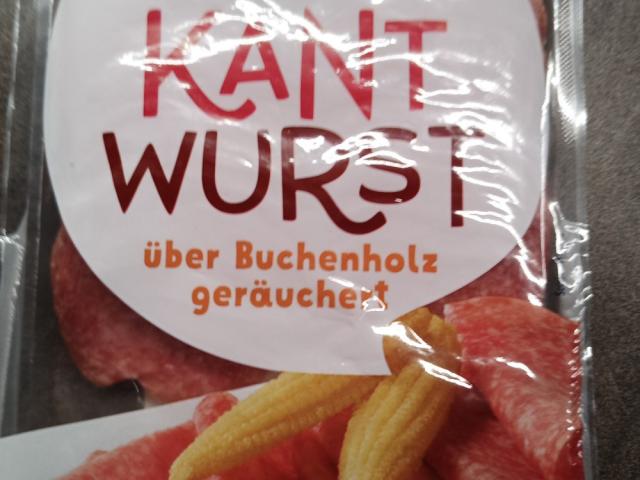 KANT
WURST
über Buchenholz
geräuchert